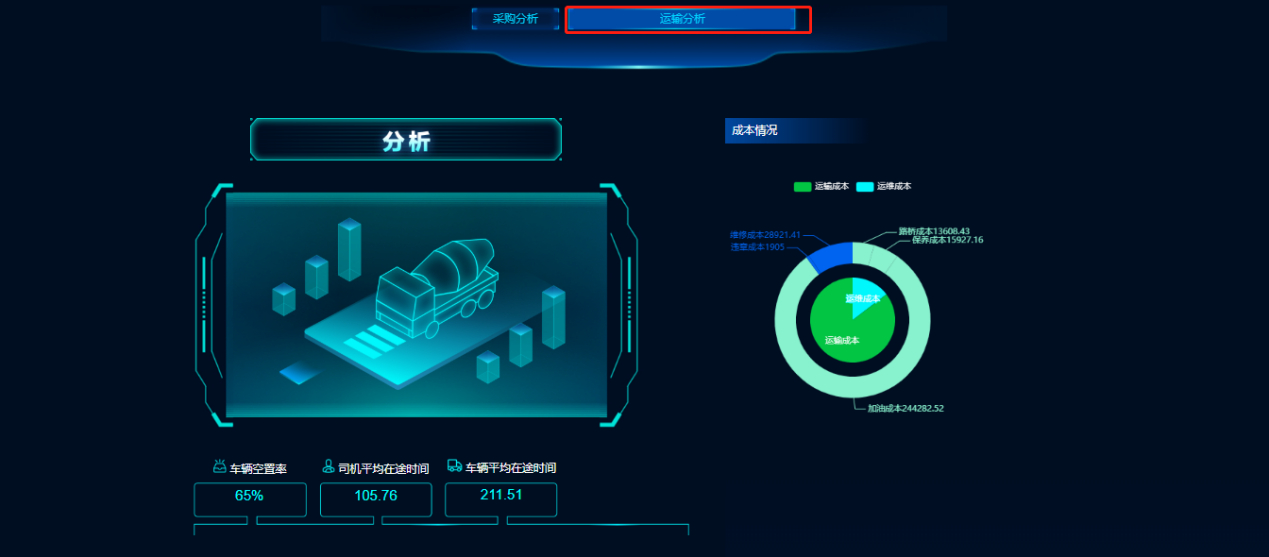 采购分析
运输分析
分析
成本情况
运输成本
运维成本
维修成本28921.41
违章成本1905
路桥成本13608.43
保养成本15927.16
运维成本
运输成本
加油成本244282.52
车辆空置率
司机平均在途时间
车辆平均在途时间
65%
105.76
211.51